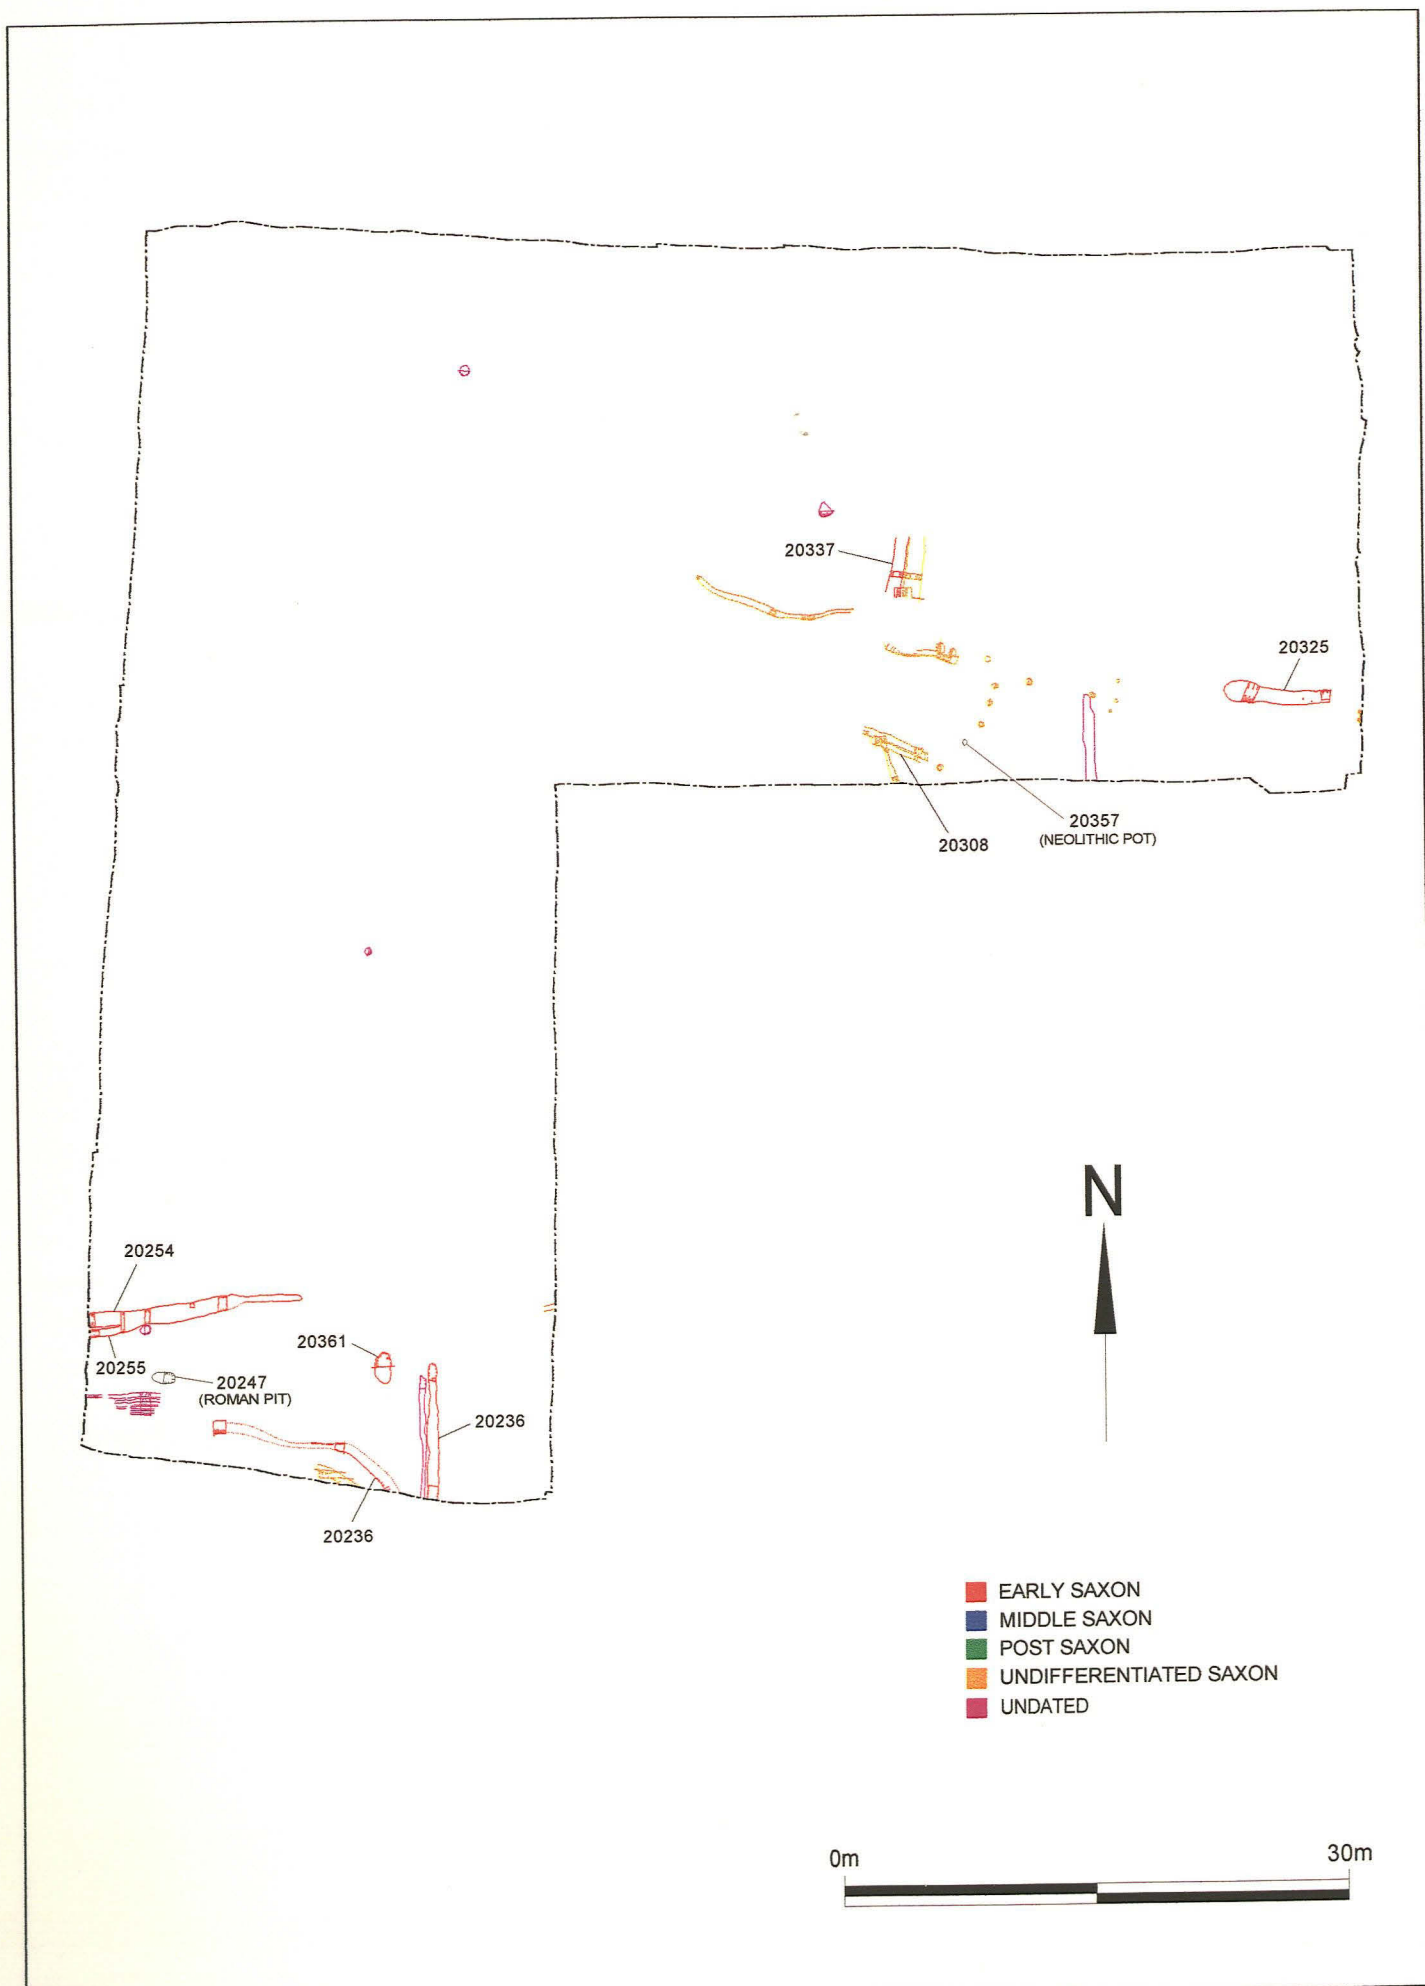 20337
20325
20357
(NEOLITHIC POT)
20308
N
20254
20361
20255
20247
(ROMAN PIT)
20236
20236
EARLY SAXON
MIDDLE SAXON
POST SAXON
UNDIFFERENTIATED SAXON
UNDATED
0m
30m